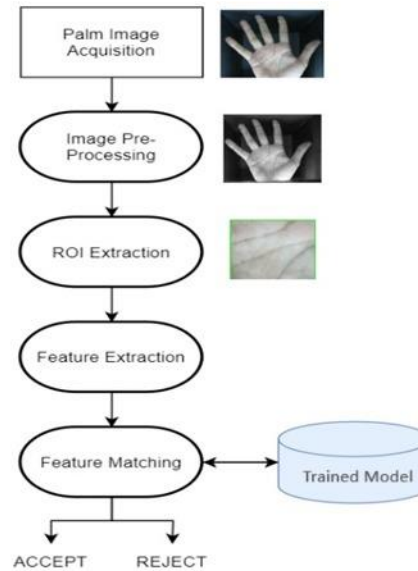 Palm Image
Acquisition
Image Pre-
Processing
ROI Extraction
Feature Extraction
Feature Matching
Trained Model
ACCEPT
REJECT